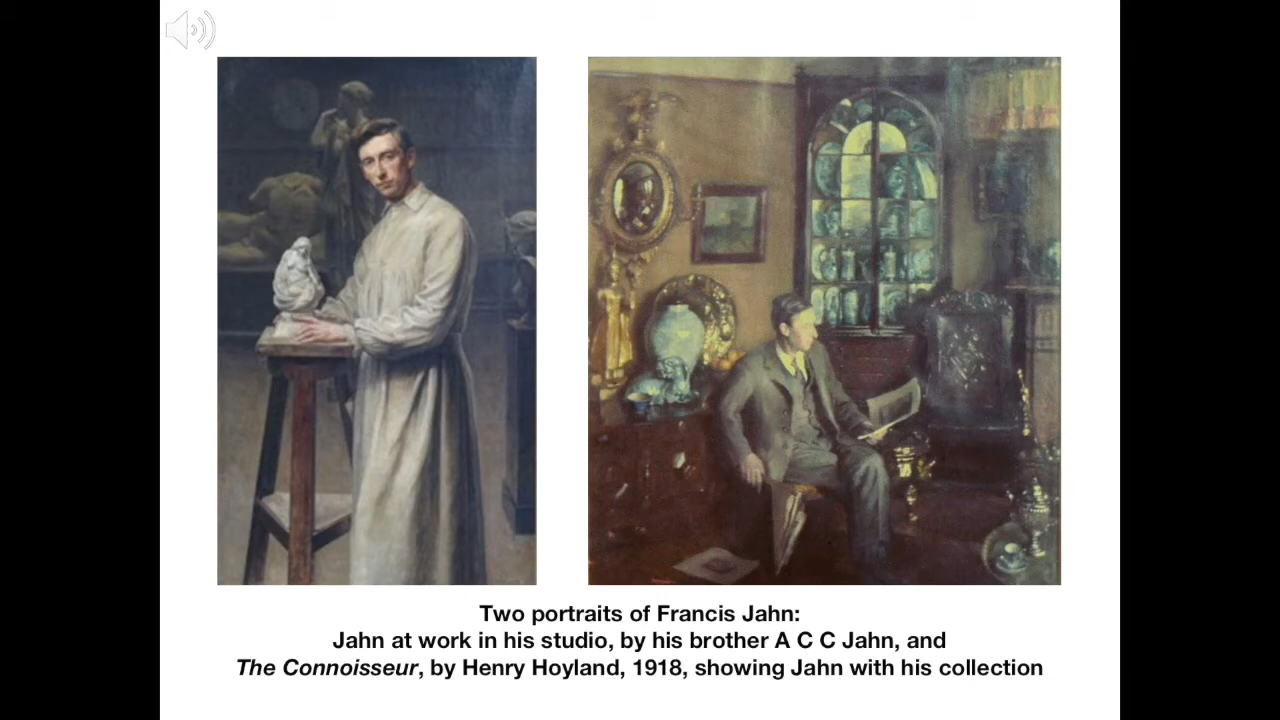 Two portraits of Francis Jahn:
Jahn at work in his studio, by his brother A C C Jahn, and
The Connoisseur, by Henry Hoyland, 1918, showing Jahn with his collection